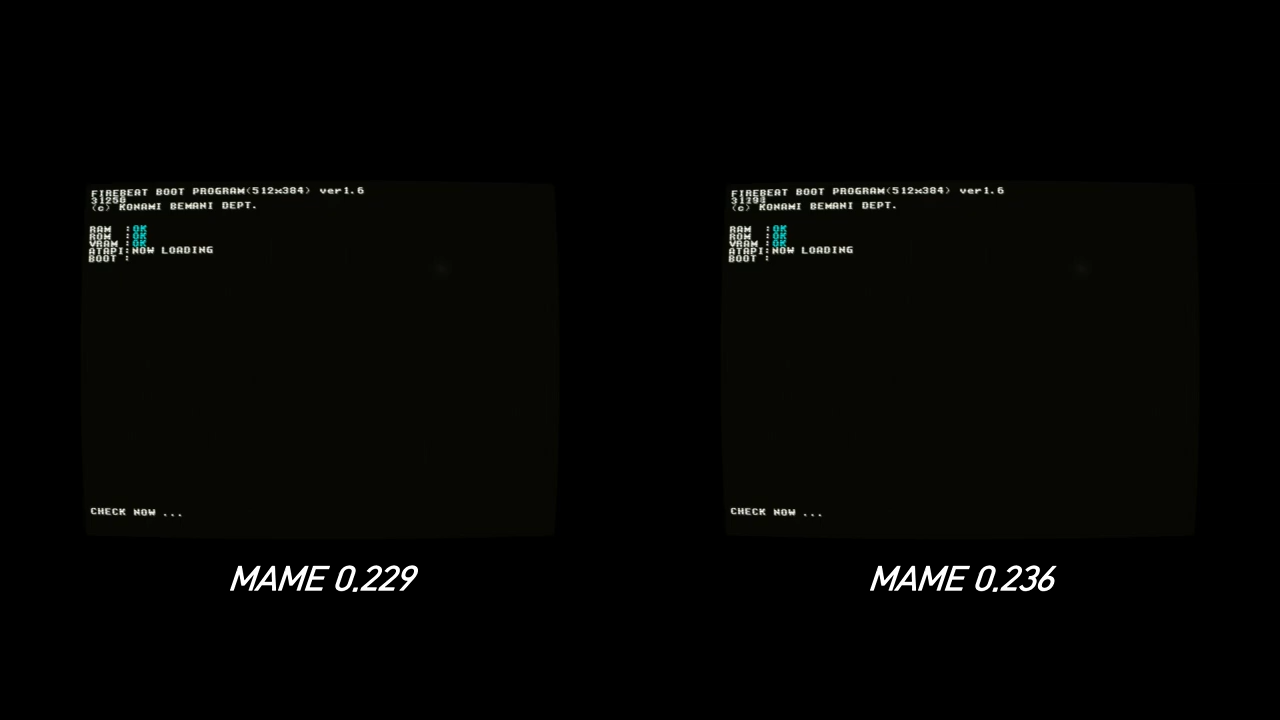 FIREBEAT BOOT PROGRAM(512x384) ver1.6
31250
(c) KONAMI BEMANI DEPT.
RAM :OK
ROM :OK
VRAM :OK
ATAPI:NOW LOADING
BOOT :
CHECK NOW ...
MAME 0.229
FIREBEAT BOOT PROGRAM(512x384) ver1.6
(c) KONAMI BEMANI DEPT.
RAM :OK
ROM :OK
VRAM :OK
ATAPI:NOW LOADING
BOOT :
CHECK NOW ...
MAME 0.236